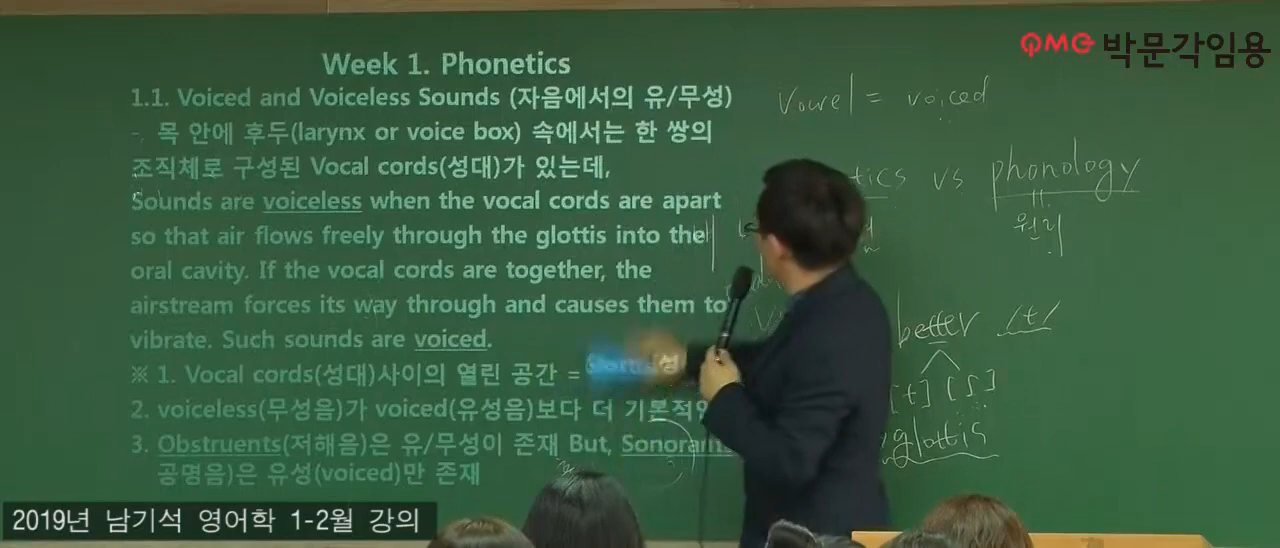 QMG 박문각임용
Week 1. Phonetics
1.1. Voiced and Voiceless Sounds (자음에서의 유/무성)
- 목 안에 후두(larynx or voice box) 속에서는 한 쌍의
조직체로 구성된 Vocal cords(성대)가 있는데,
Sounds are voiceless when the vocal cords are apart
so that air flows freely through the glottis into the
oral cavity. If the vocal cords are together, the
airstream forces its way through and causes them to
vibrate. Such sounds are voiced.
※ 1. Vocal cords(성대)사이의 열린 공간 =
2. voiceless(무성음)가 voiced(유성음)보다 더
3. Obstruents(저해음)은 유/무성이 존재 But,
공명음)은 유성(voiced)만 존재
Vowel = voiced
vs phonology
원리
better /t/
[t] [ɾ]
glottis
2019년 남기석 영어학 1-2월 강의